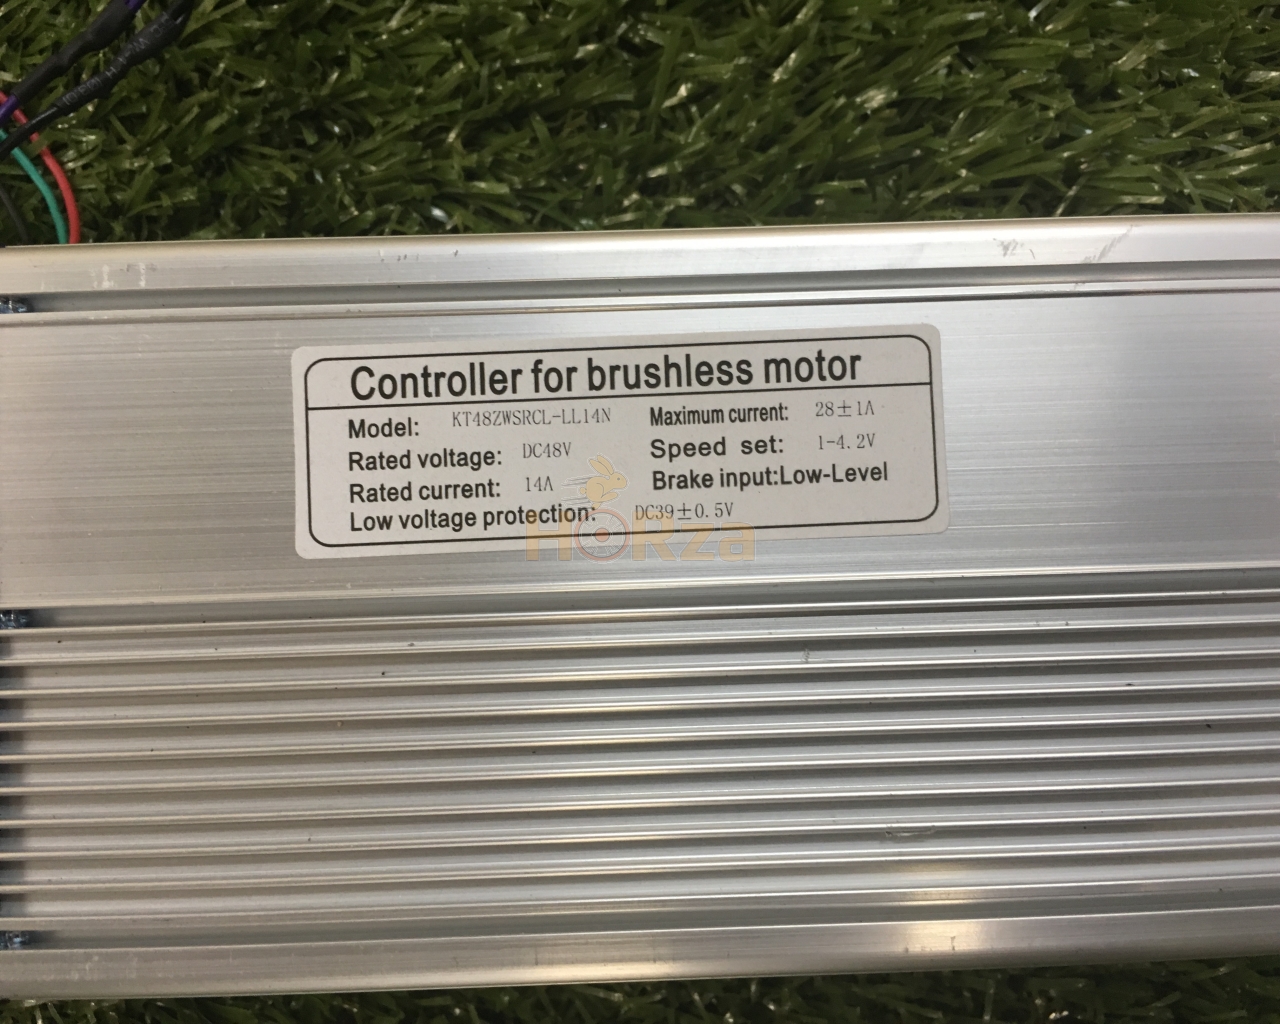 Controller for brushless motor
Model: KT48ZWSRCL-LL14N
Maximum current: 28±1A
Rated voltage: DC48V
Speed set: 1-4.2V
Rated current: 14A
Brake input:Low-Level
Low voltage protection: DC39±0.5V
HORza